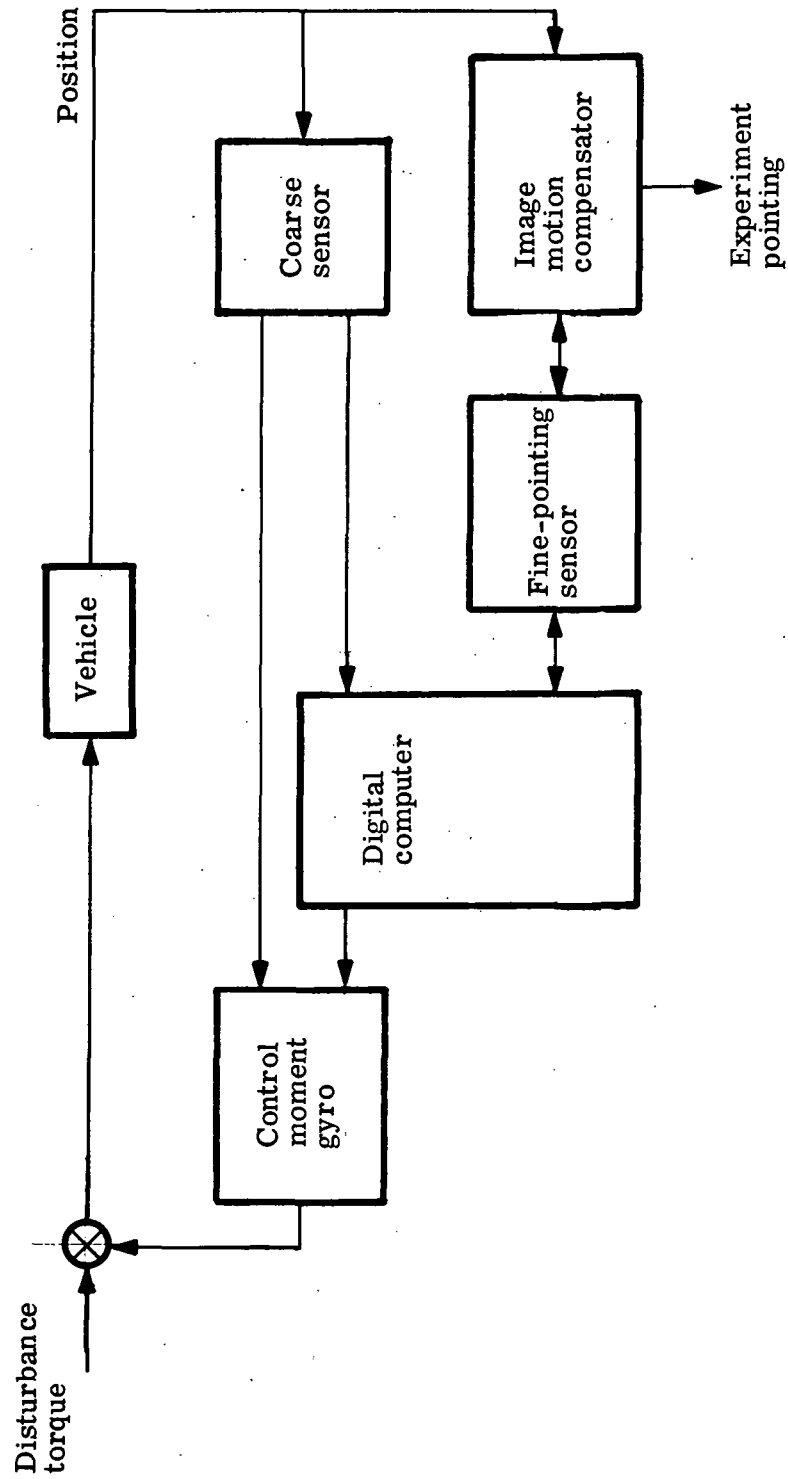 Disturbance
torque
Vehicle
Position
Control
moment
gyro
Digital
computer
Coarse
sensor
Fine-pointing
sensor
Image
motion
compensator
Experiment
pointing